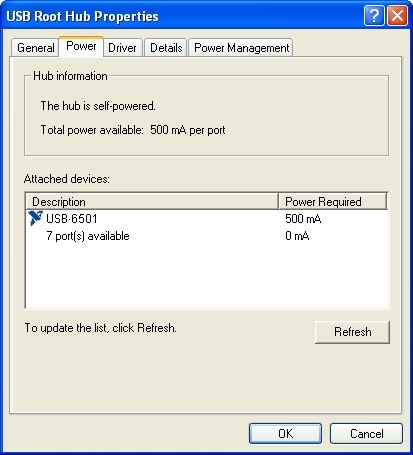 USB Root Hub Properties
General Power Driver Details Power Management
Hub information
The hub is self-powered.
Total power available: 500 mA per port
Attached devices:
Description Power Required
USB-6501 500 mA
7 port(s) available 0 mA
To update the list, click Refresh.
Refresh
OK Cancel